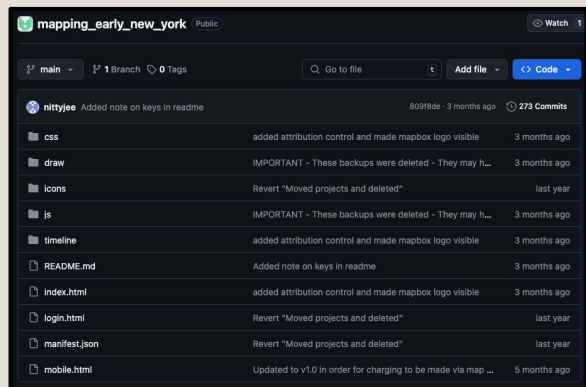 mapping_early_new_york Public Watch 1
main 1 Branch 0 Tags Go to file t Add file Code
nittyjee Added note on keys in readme 809f8de · 3 months ago 273 Commits
css added attribution control and made mapbox logo visible 3 months ago
draw IMPORTANT - These backups were deleted - They may h... 3 months ago
icons Revert "Moved projects and deleted" last year
js IMPORTANT - These backups were deleted - They may h... 3 months ago
timeline added attribution control and made mapbox logo visible 3 months ago
README.md Added note on keys in readme 3 months ago
index.html added attribution control and made mapbox logo visible 3 months ago
login.html Revert "Moved projects and deleted" last year
manifest.json Revert "Moved projects and deleted" last year
mobile.html Updated to v1.0 in order for charging to be made via map ... 5 months ago